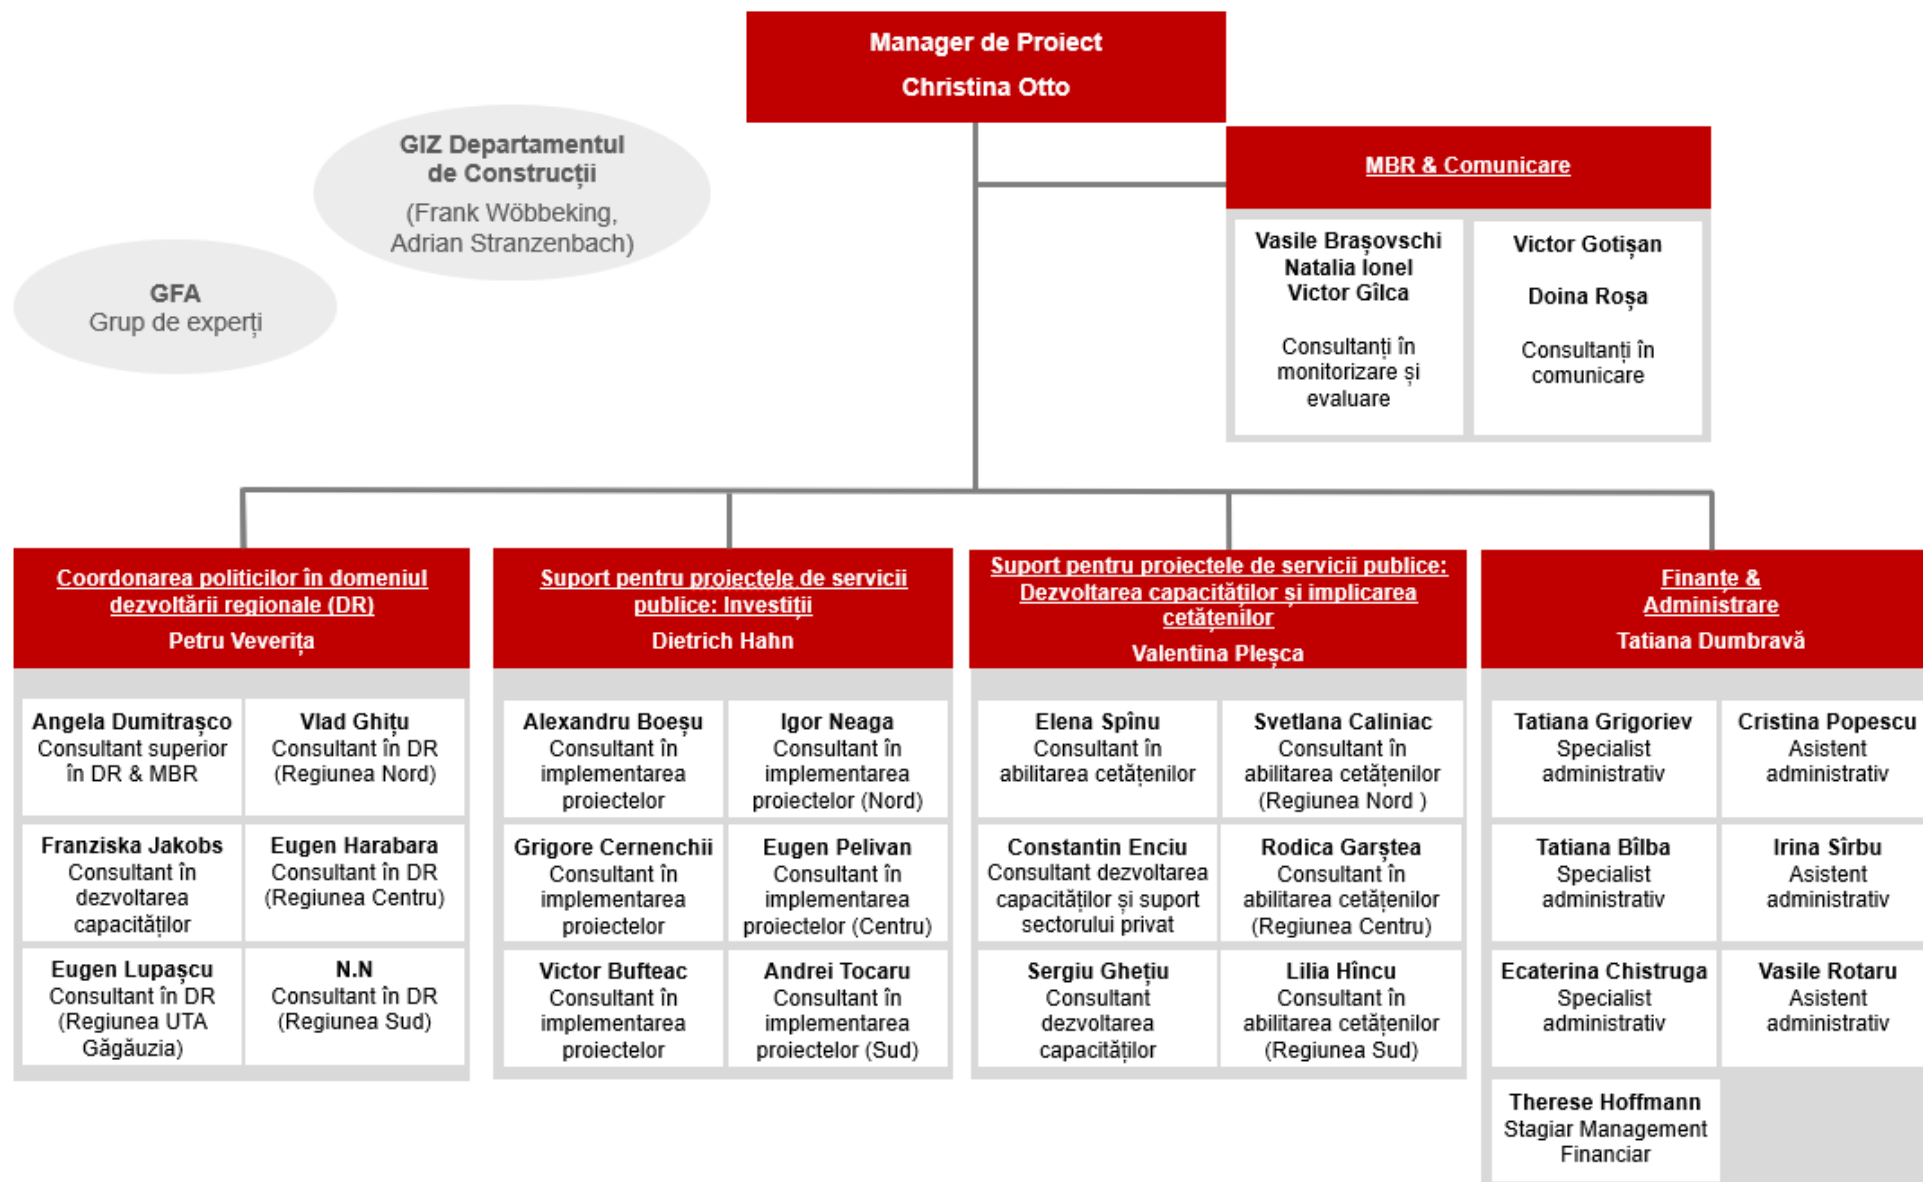 Manager de Proiect
Christina Otto
GIZ Departamentul
de Construcții
(Frank Wöbbeking,
Adrian Stranzenbach)
GFA
Grup de experți
MBR & Comunicare
Vasile Brașovschi
Natalia Ionel
Victor Gîlca
Consultanți în
monitorizare și
evaluare
Victor Gotișan
Doina Roșa
Consultanți în
comunicare
Coordonarea politicilor în domeniul
dezvoltării regionale (DR)
Petru Veverița
Angela Dumitrașco
Consultant superior
în DR & MBR
Vlad Ghițu
Consultant în DR
(Regiunea Nord)
Franziska Jakobs
Consultant în
dezvoltarea
capacităților
Eugen Harabara
Consultant în DR
(Regiunea Centru)
Eugen Lupașcu
Consultant în DR
(Regiunea UTA
Găgăuzia)
N.N
Consultant în DR
(Regiunea Sud)
Suport pentru proiectele de servicii
publice: Investiții
Dietrich Hahn
Alexandru Boeșu
Consultant în
implementarea
proiectelor
Igor Neaga
Consultant în
implementarea
proiectelor (Nord)
Grigore Cernenchii
Consultant în
implementarea
proiectelor
Eugen Pelivan
Consultant în
implementarea
proiectelor (Centru)
Victor Bufteac
Consultant în
implementarea
proiectelor
Andrei Tocaru
Consultant în
implementarea
proiectelor (Sud)
Suport pentru proiectele de servicii publice:
Dezvoltarea capacităților și implicarea
cetățenilor
Valentina Pleșca
Elena Spînu
Consultant în
abilitarea cetățenilor
Svetlana Caliniac
Consultant în
abilitarea cetățenilor
(Regiunea Nord )
Constantin Enciu
Consultant dezvoltarea
capacităților și suport
sectorului privat
Rodica Garștea
Consultant în
abilitarea cetățenilor
(Regiunea Centru)
Sergiu Ghețiu
Consultant
dezvoltarea
capacităților
Lilia Hîncu
Consultant în
abilitarea cetățenilor
(Regiunea Sud)
Finanțe &
Administrare
Tatiana Dumbravă
Tatiana Grigoriev
Specialist
administrativ
Cristina Popescu
Asistent
administrativ
Tatiana Bîlba
Specialist
administrativ
Irina Sîrbu
Asistent
administrativ
Ecaterina Chistruga
Specialist
administrativ
Vasile Rotaru
Asistent
administrativ
Therese Hoffmann
Stagiar Management
Financiar